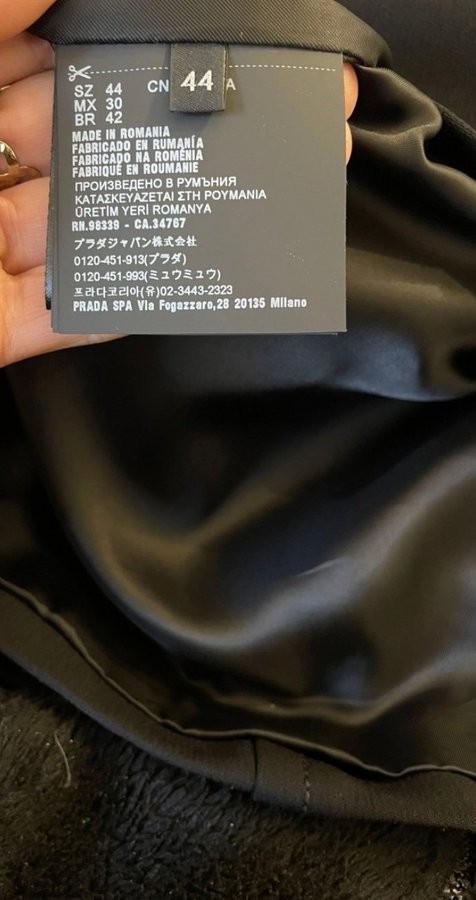 44
SZ 44 CN
MX 30
BR 42
MADE IN ROMANIA
FABRICADO EN RUMANÍA
FABRICADO NA ROMÉNIA
FABRIQUÉ EN ROUMANIE
ПРОИЗВЕДЕНО В РУМЪНИЯ
ΚΑΤΑΣΚΕΥΑΖΕΤΑΙ ΣΤΗ ΡΟΥΜΑΝΙΑ
ÜRETİM YERİ ROMANYA
RN.98339 - CA.34767
プラダジャパン株式会社
0120-451-913(プラダ)
0120-451-993(ミュウミュウ)
프라다코리아(유)02-3443-2323
PRADA SPA Via Fogazzaro,28 20135 Milano